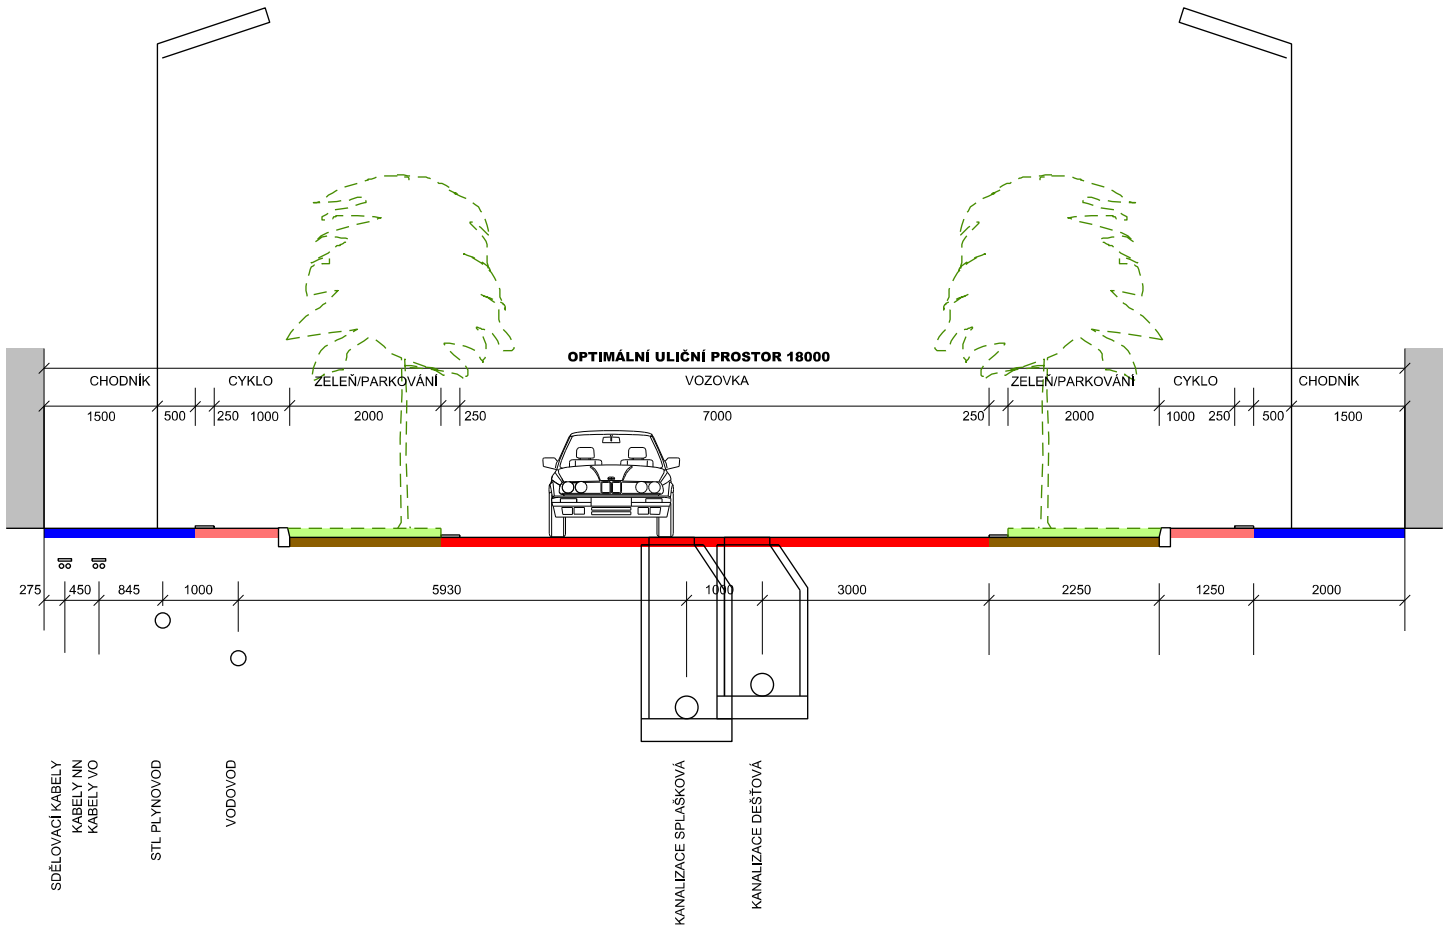 OPTIMÁLNÍ ULIČNÍ PROSTOR 18000
CHODNÍK CYKLO ZELEŇ/PARKOVÁNÍ VOZOVKA ZELEŇ/PARKOVÁNÍ CYKLO CHODNÍK
1500 500 250 1000 2000 250 7000 250 2000 1000 250 500 1500
275 450 845 1000 5930 1000 3000 2250 1250 2000
SDĚLOVACÍ KABELY
KABELY NN
KABELY VO
STL PLYNOVOD
VODOVOD
KANALIZACE SPLAŠKOVÁ
KANALIZACE DEŠŤOVÁ